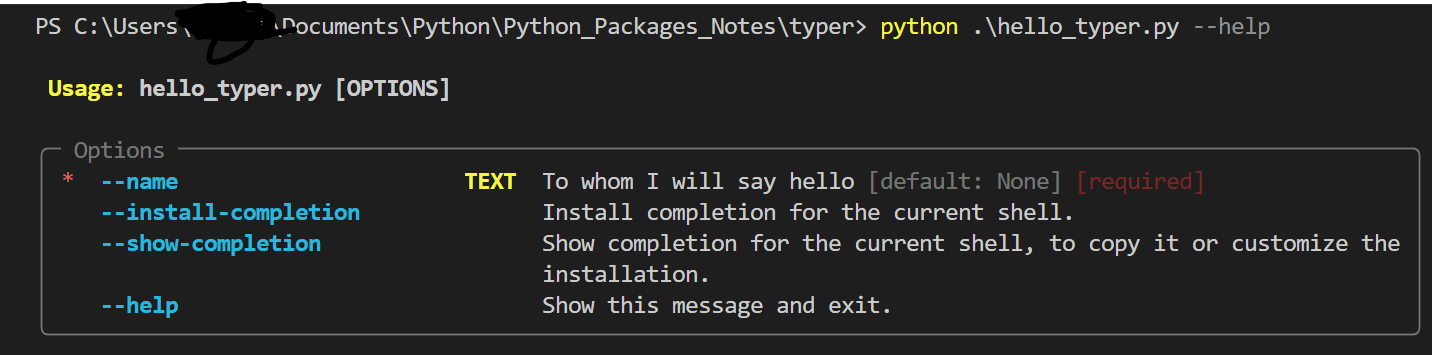 PS C:\Users\ \Documents\Python\Python_Packages_Notes\typer> python .\hello_typer.py --help
Usage: hello_typer.py [OPTIONS]
Options
* --name TEXT To whom I will say hello [default: None] [required]
--install-completion Install completion for the current shell.
--show-completion Show completion for the current shell, to copy it or customize the
installation.
--help Show this message and exit.